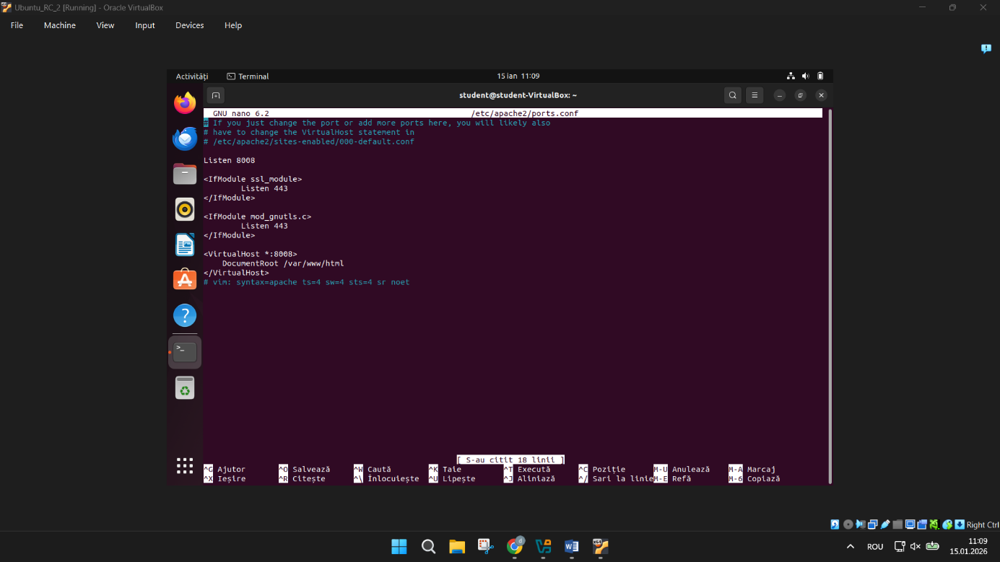 Ubuntu_RC_2 [Running] - Oracle VirtualBox
File Machine View Input Devices Help
Activități Terminal 15 ian 11:09
student@student-VirtualBox: ~
GNU nano 6.2 /etc/apache2/ports.conf
# If you just change the port or add more ports here, you will likely also
# have to change the VirtualHost statement in
# /etc/apache2/sites-enabled/000-default.conf
Listen 8008
<IfModule ssl_module>
Listen 443
</IfModule>
<IfModule mod_gnutls.c>
Listen 443
</IfModule>
<VirtualHost *:8008>
DocumentRoot /var/www/html
</VirtualHost>
# vim: syntax=apache ts=4 sw=4 sts=4 sr noet
[ S-au citit 18 linii ]
^G Ajutor ^O Salvează ^W Caută ^K Taie ^T Execută ^C Poziție M-U Anulează M-A Marcaj
^X Ieșire ^R Citește ^\ Înlocuiește ^U Lipește ^J Aliniază ^/ Sari la linie M-E Refă M-6 Copiază
Right Ctrl
ROU 11:09
15.01.2026